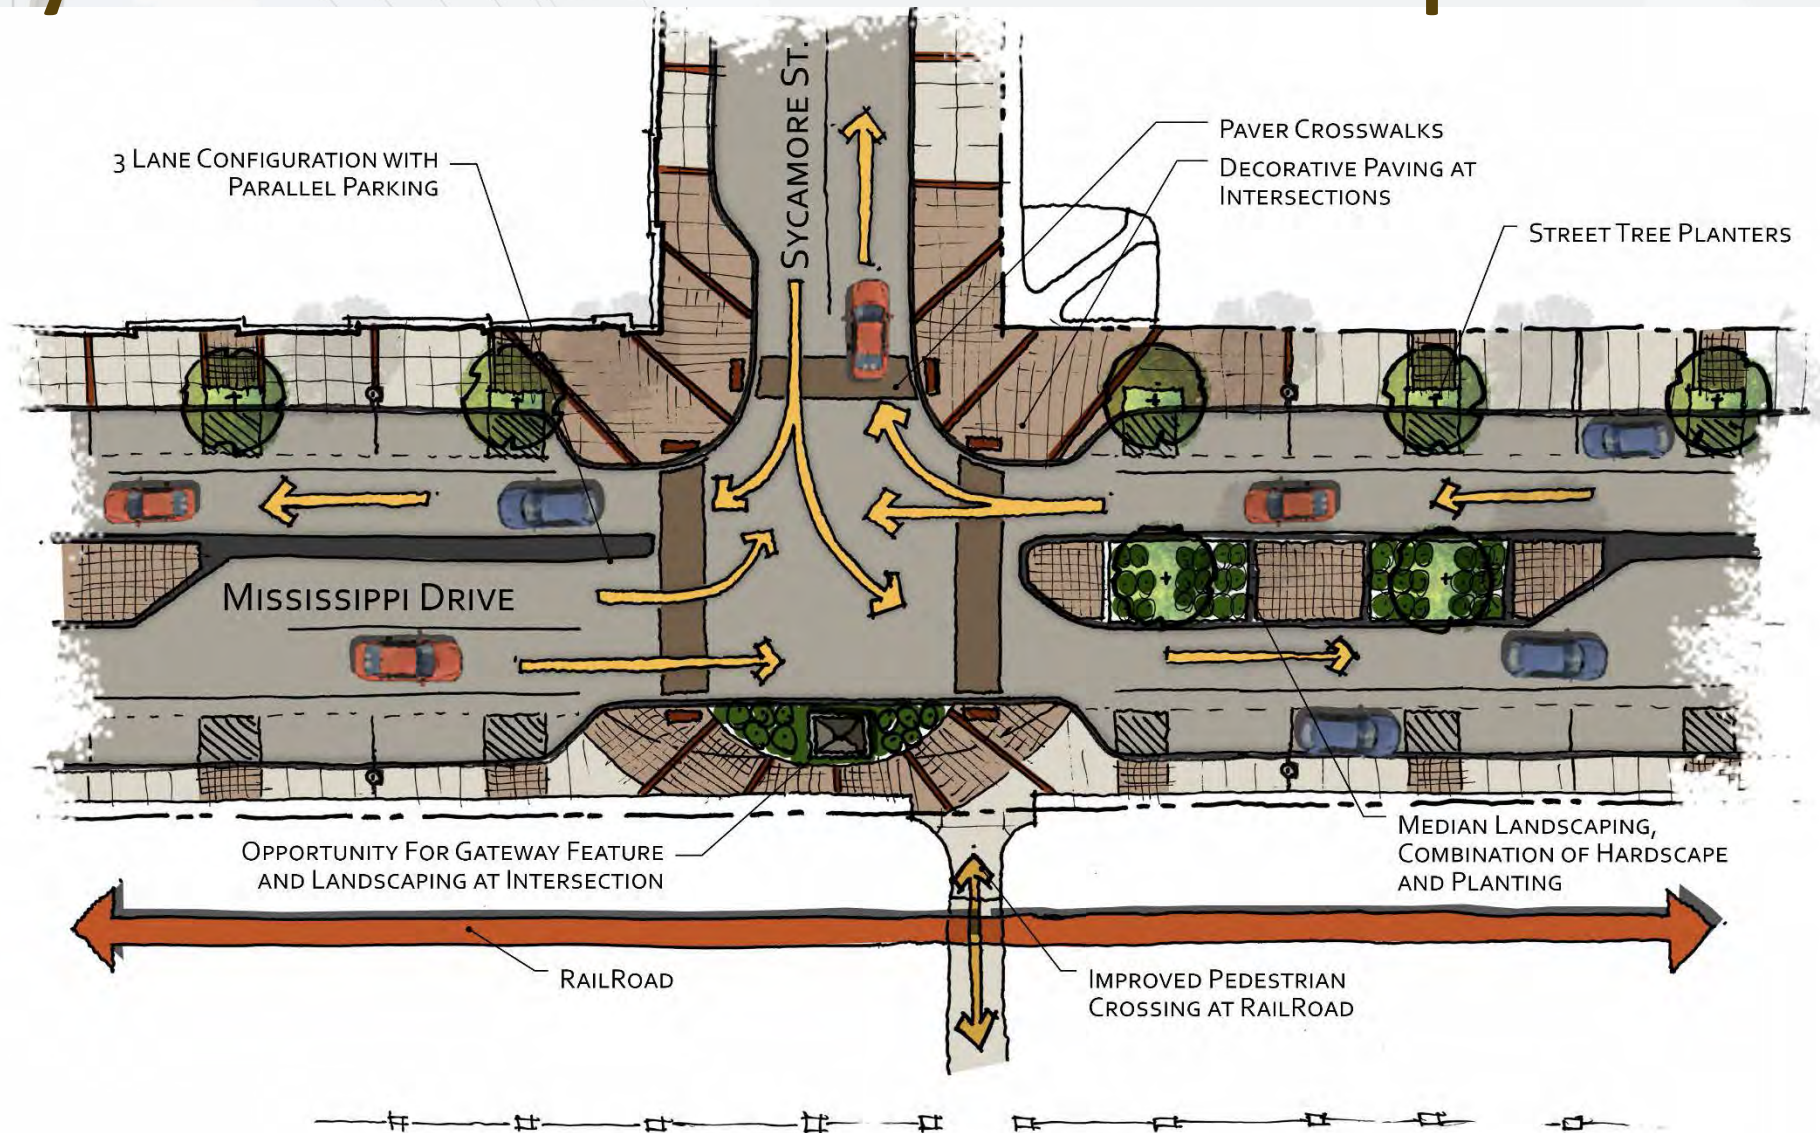 SYCAMORE ST.
3 LANE CONFIGURATION WITH
PARALLEL PARKING
PAVER CROSSWALKS
DECORATIVE PAVING AT
INTERSECTIONS
STREET TREE PLANTERS
MISSISSIPPI DRIVE
OPPORTUNITY FOR GATEWAY FEATURE
AND LANDSCAPING AT INTERSECTION
MEDIAN LANDSCAPING,
COMBINATION OF HARDSCAPE
AND PLANTING
RAILROAD
IMPROVED PEDESTRIAN
CROSSING AT RAILROAD